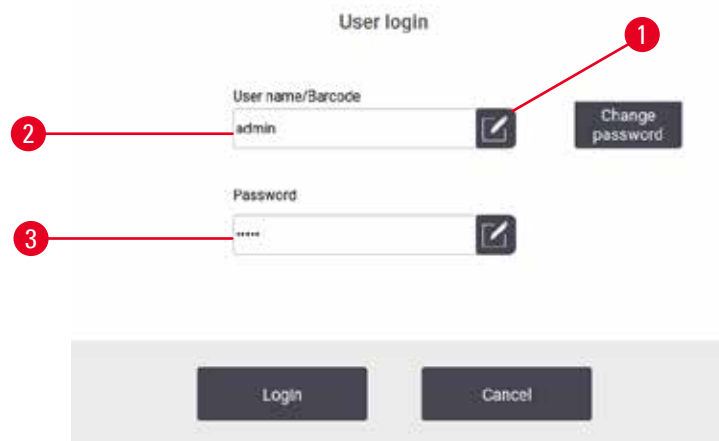 User login
1
User name/Barcode
2
admin
Change
password
Password
3
•••••
Login
Cancel